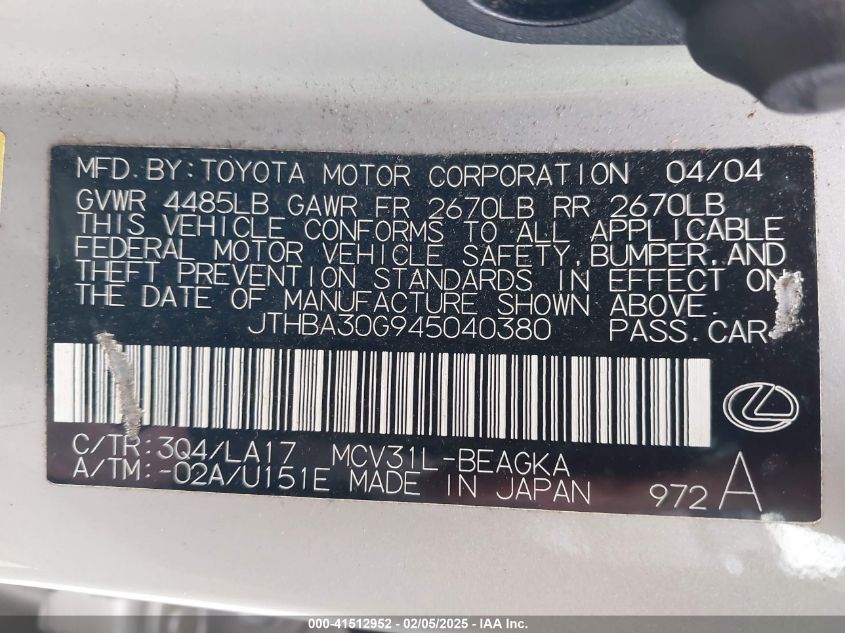 MFD. BY: TOYOTA MOTOR CORPORATION 04/04
GVWR 4485LB GAWR FR 2670LB RR 2670LB
THIS VEHICLE CONFORMS TO ALL APPLICABLE
FEDERAL MOTOR VEHICLE SAFETY, BUMPER, AND
THEFT PREVENTION STANDARDS IN EFFECT ON
THE DATE OF MANUFACTURE SHOWN ABOVE.
JTHBA30G945040380 PASS. CAR
C/TR: 3Q4/LA17 MCV31L-BEAGKA
A/TM: -02A/U151E MADE IN JAPAN 972 A
000-41512952 - 02/05/2025 - IAA Inc.